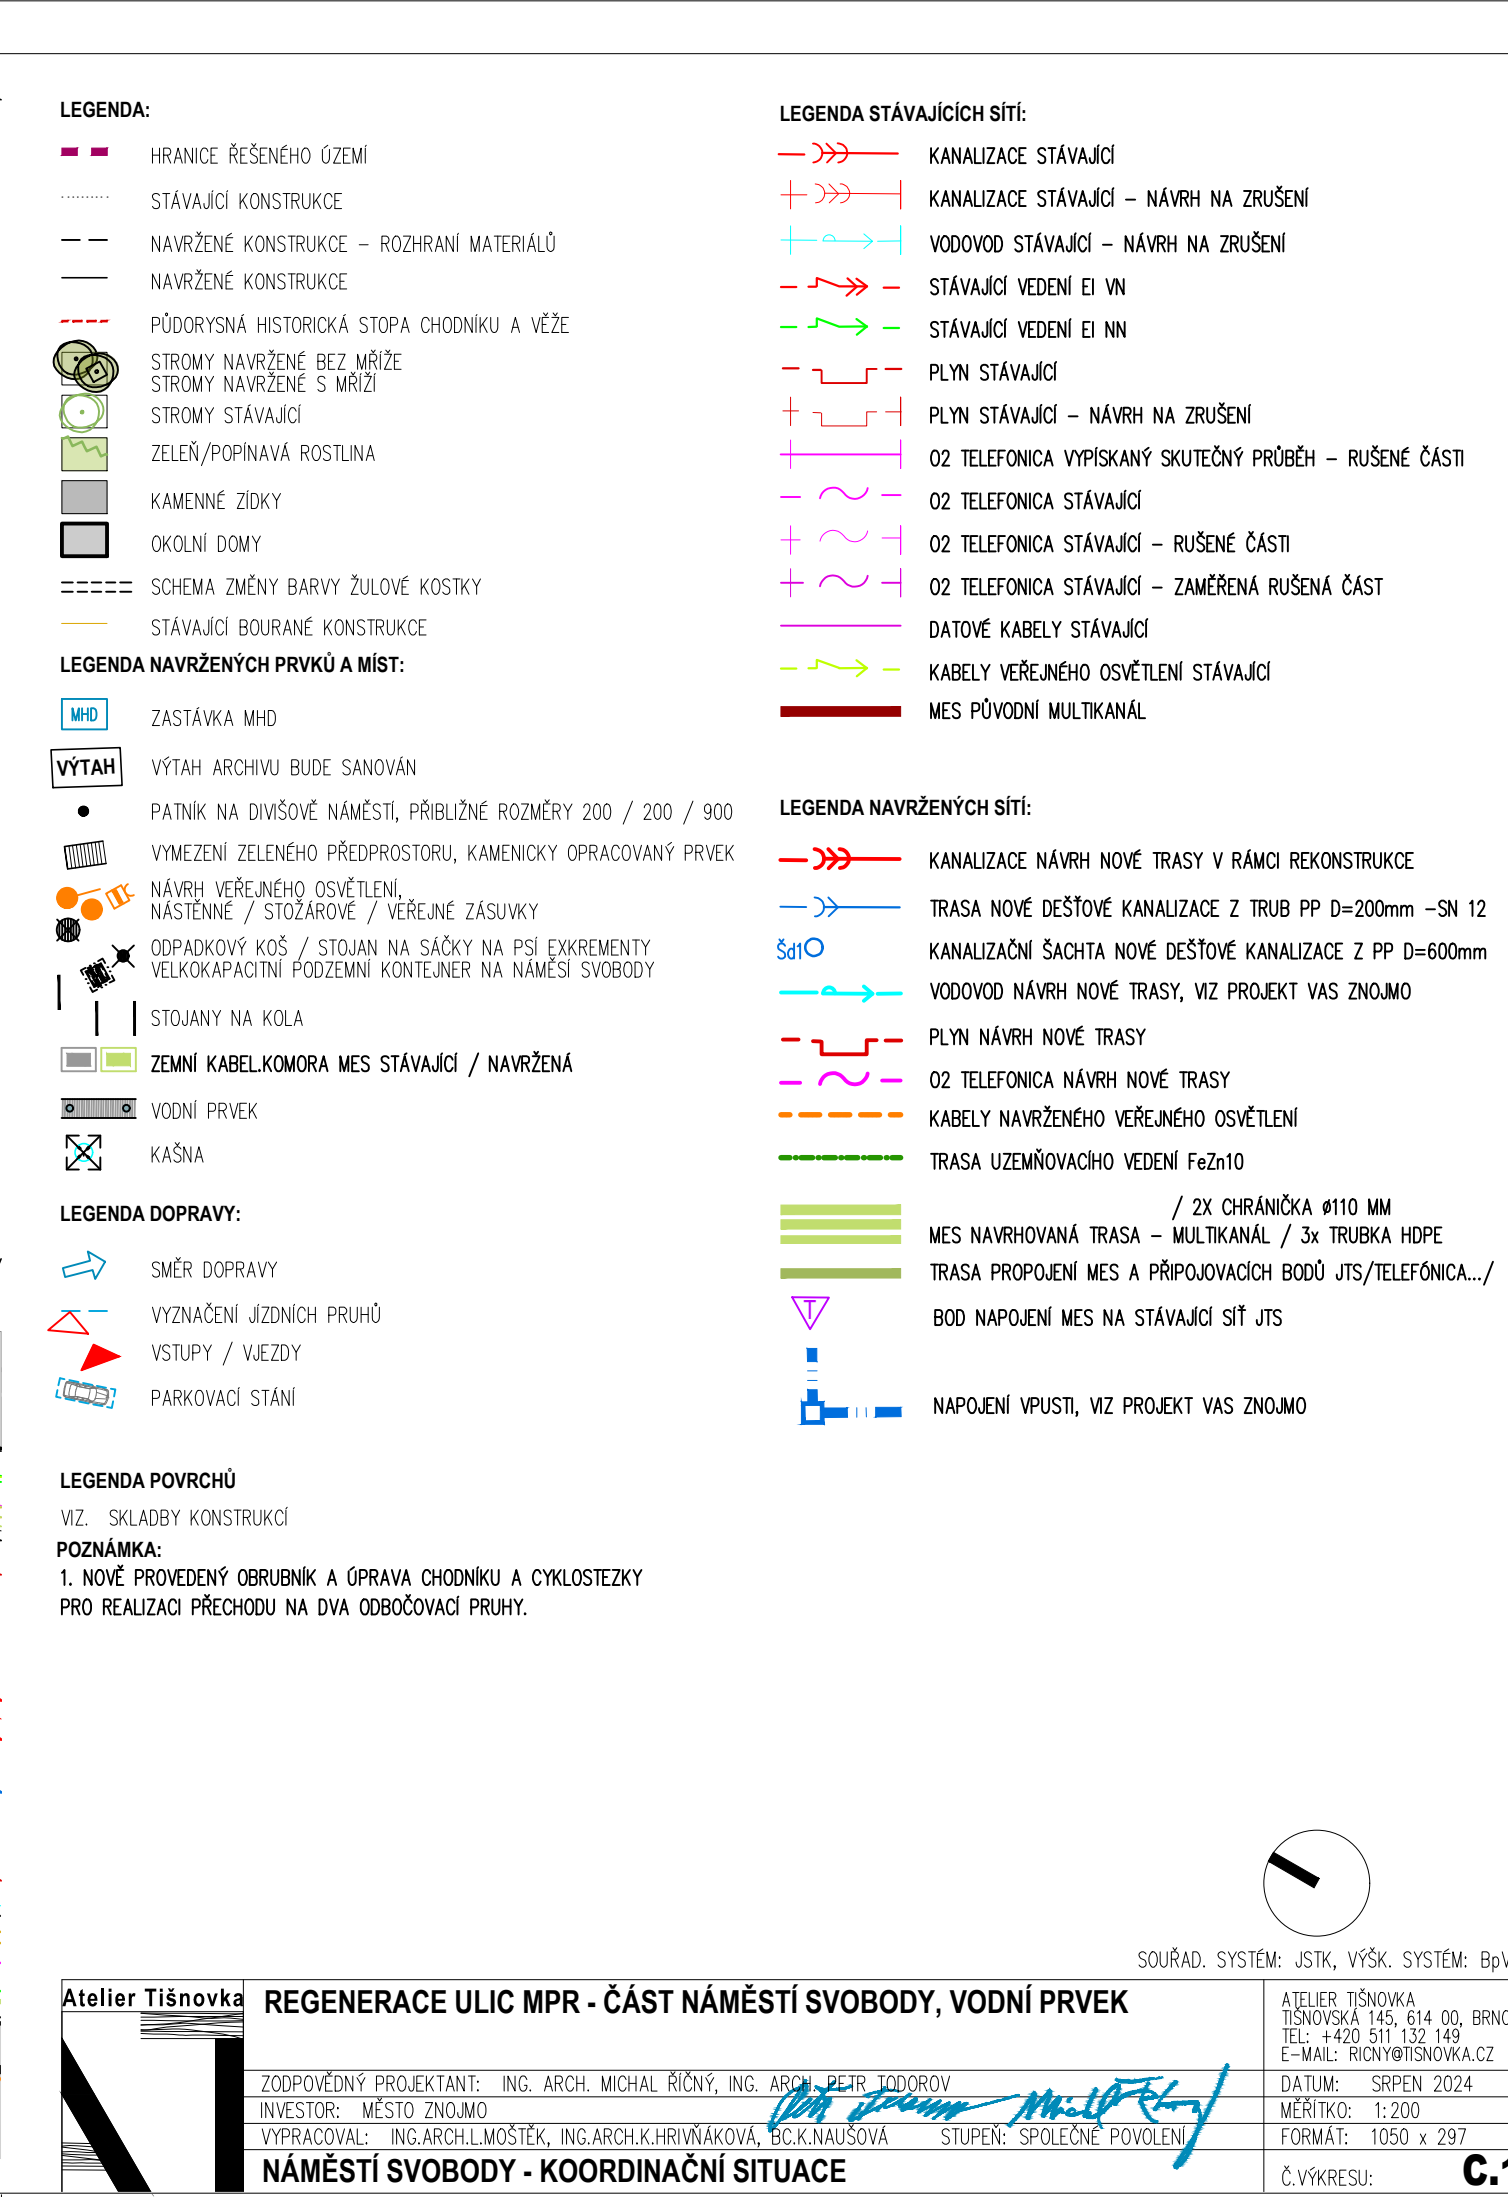 LEGENDA:
HRANICE ŘEŠENÉHO ÚZEMÍ
STÁVAJÍCÍ KONSTRUKCE
NAVRŽENÉ KONSTRUKCE – ROZHRANÍ MATERIÁLŮ
NAVRŽENÉ KONSTRUKCE
PŮDORYSNÁ HISTORICKÁ STOPA CHODNÍKU A VĚŽE
STROMY NAVRŽENÉ BEZ MŘÍŽE
STROMY NAVRŽENÉ S MŘÍŽÍ
STROMY STÁVAJÍCÍ
ZELEŇ/POPÍNAVÁ ROSTLINA
KAMENNÉ ZÍDKY
OKOLNÍ DOMY
SCHEMA ZMĚNY BARVY ŽULOVÉ KOSTKY
STÁVAJÍCÍ BOURANÉ KONSTRUKCE
LEGENDA NAVRŽENÝCH PRVKŮ A MÍST:
MHD ZASTÁVKA MHD
VÝTAH VÝTAH ARCHIVU BUDE SANOVÁN
PATNÍK NA DIVIŠOVĚ NÁMĚSTÍ, PŘIBLIŽNÉ ROZMĚRY 200 / 200 / 900
VYMEZENÍ ZELENÉHO PŘEDPROSTORU, KAMENICKY OPRACOVANÝ PRVEK
NÁVRH VEŘEJNÉHO OSVĚTLENÍ,
NÁSTĚNNÉ / STOŽÁROVÉ / VEŘEJNÉ ZÁSUVKY
ODPADKOVÝ KOŠ / STOJAN NA SÁČKY NA PSÍ EXKREMENTY
VELKOKAPACITNÍ PODZEMNÍ KONTEJNER NA NÁMĚSÍ SVOBODY
STOJANY NA KOLA
ZEMNÍ KABEL.KOMORA MES STÁVAJÍCÍ / NAVRŽENÁ
VODNÍ PRVEK
KAŠNA
LEGENDA DOPRAVY:
SMĚR DOPRAVY
VYZNAČENÍ JÍZDNÍCH PRUHŮ
VSTUPY / VJEZDY
PARKOVACÍ STÁNÍ
LEGENDA POVRCHŮ
VIZ. SKLADBY KONSTRUKCÍ
POZNÁMKA:
1. NOVĚ PROVEDENÝ OBRUBNÍK A ÚPRAVA CHODNÍKU A CYKLOSTEZKY
PRO REALIZACI PŘECHODU NA DVA ODBOČOVACÍ PRUHY.
LEGENDA STÁVAJÍCÍCH SÍTÍ:
KANALIZACE STÁVAJÍCÍ
KANALIZACE STÁVAJÍCÍ – NÁVRH NA ZRUŠENÍ
VODOVOD STÁVAJÍCÍ – NÁVRH NA ZRUŠENÍ
STÁVAJÍCÍ VEDENÍ EI VN
STÁVAJÍCÍ VEDENÍ EI NN
PLYN STÁVAJÍCÍ
PLYN STÁVAJÍCÍ – NÁVRH NA ZRUŠENÍ
O2 TELEFONICA VYPÍSKANÝ SKUTEČNÝ PRŮBĚH – RUŠENÉ ČÁSTI
O2 TELEFONICA STÁVAJÍCÍ
O2 TELEFONICA STÁVAJÍCÍ – RUŠENÉ ČÁSTI
O2 TELEFONICA STÁVAJÍCÍ – ZAMĚŘENÁ RUŠENÁ ČÁST
DATOVÉ KABELY STÁVAJÍCÍ
KABELY VEŘEJNÉHO OSVĚTLENÍ STÁVAJÍCÍ
MES PŮVODNÍ MULTIKANÁL
LEGENDA NAVRŽENÝCH SÍTÍ:
KANALIZACE NÁVRH NOVÉ TRASY V RÁMCI REKONSTRUKCE
TRASA NOVÉ DEŠŤOVÉ KANALIZACE Z TRUB PP D=200mm –SN 12
Šd1 KANALIZAČNÍ ŠACHTA NOVÉ DEŠŤOVÉ KANALIZACE Z PP D=600mm
VODOVOD NÁVRH NOVÉ TRASY, VIZ PROJEKT VAS ZNOJMO
PLYN NÁVRH NOVÉ TRASY
O2 TELEFONICA NÁVRH NOVÉ TRASY
KABELY NAVRŽENÉHO VEŘEJNÉHO OSVĚTLENÍ
TRASA UZEMŇOVACÍHO VEDENÍ FeZn10
/ 2X CHRÁNIČKA Ø110 MM
MES NAVRHOVANÁ TRASA – MULTIKANÁL / 3x TRUBKA HDPE
TRASA PROPOJENÍ MES A PŘIPOJOVACÍCH BODŮ JTS/TELEFÓNICA.../
T BOD NAPOJENÍ MES NA STÁVAJÍCÍ SÍŤ JTS
NAPOJENÍ VPUSTI, VIZ PROJEKT VAS ZNOJMO
SOUŘAD. SYSTÉM: JSTK, VÝŠK. SYSTÉM: BpV
Atelier Tišnovka
REGENERACE ULIC MPR - ČÁST NÁMĚSTÍ SVOBODY, VODNÍ PRVEK
ATELIER TIŠNOVKA
TIŠNOVSKÁ 145, 614 00, BRNO
TEL: +420 511 132 149
E–MAIL: RICNY@TISNOVKA.CZ
ZODPOVĚDNÝ PROJEKTANT: ING. ARCH. MICHAL ŘÍČNÝ, ING. ARCH. PETR TODOROV
DATUM: SRPEN 2024
INVESTOR: MĚSTO ZNOJMO
MĚŘÍTKO: 1:200
VYPRACOVAL: ING.ARCH.L.MOŠTĚK, ING.ARCH.K.HRIVŇÁKOVÁ, BC.K.NAUŠOVÁ STUPEŇ: SPOLEČNÉ POVOLENÍ
FORMÁT: 1050 x 297
NÁMĚSTÍ SVOBODY - KOORDINAČNÍ SITUACE
Č.VÝKRESU: C.1